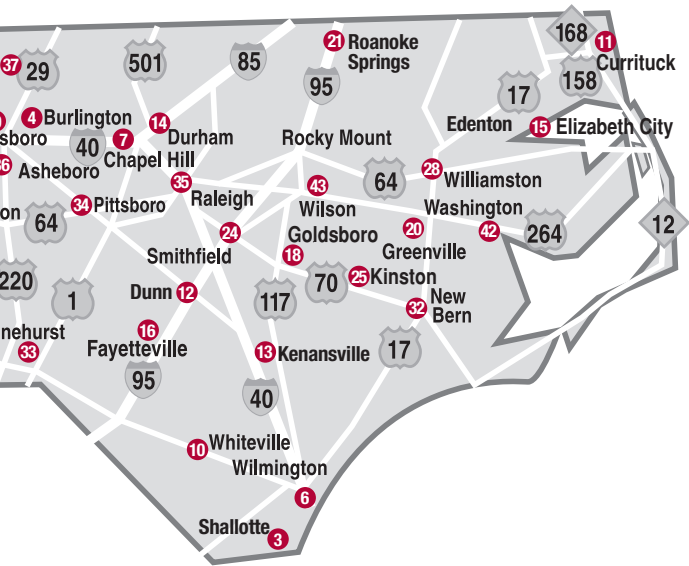 168
11
21 Roanoke
Springs
37
29
501
85
Currituck
158
95
17
4 Burlington
14
Durham
Edenton
15 Elizabeth City
sboro
40
7
Chapel Hill
Rocky Mount
36 Asheboro
28
Williamston
35
Raleigh
43
64
34 Pittsboro
Wilson
Washington
on
64
24
Goldsboro
20
42
264
12
Smithfield
18
Greenville
220
1
Dunn 12
117
70
25 Kinston
32 New
Bern
nehurst
33
16
Fayetteville
13 Kenansville
17
95
40
10 Whiteville
Wilmington
6
Shallotte
3